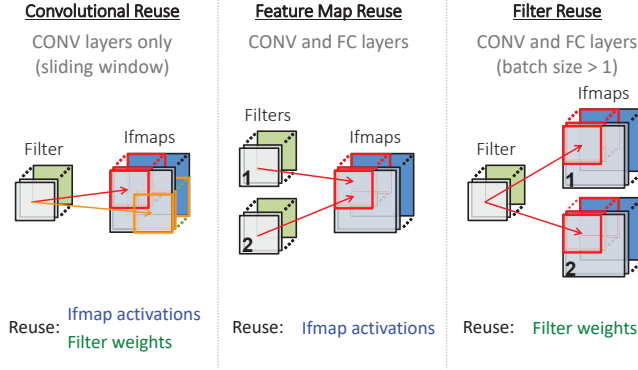 Convolutional Reuse
CONV layers only
(sliding window)
Filter
Ifmaps
Reuse:
Ifmap activations
Filter weights
Feature Map Reuse
CONV and FC layers
Filters
Ifmaps
1
2
Reuse:
Ifmap activations
Filter Reuse
CONV and FC layers
(batch size > 1)
Ifmaps
Filter
1
2
Reuse:
Filter weights